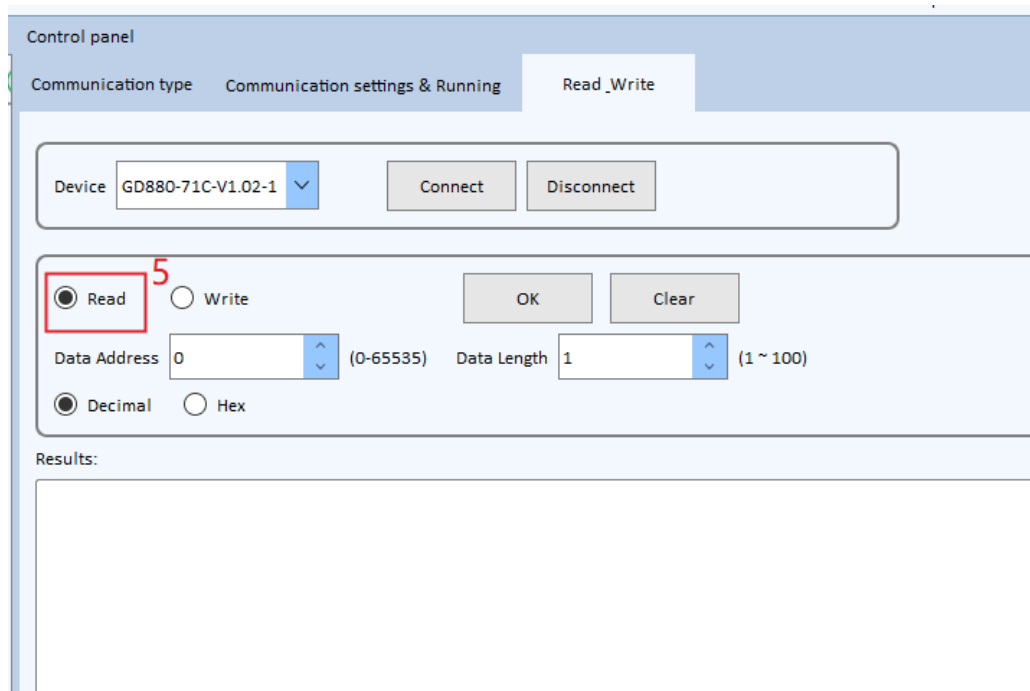 Control panel
Communication type Communication settings & Running Read_Write
Device GD880-71C-V1.02-1 Connect Disconnect
5
Read Write OK Clear
Data Address 0 (0-65535) Data Length 1 (1 ~ 100)
Decimal Hex
Results: